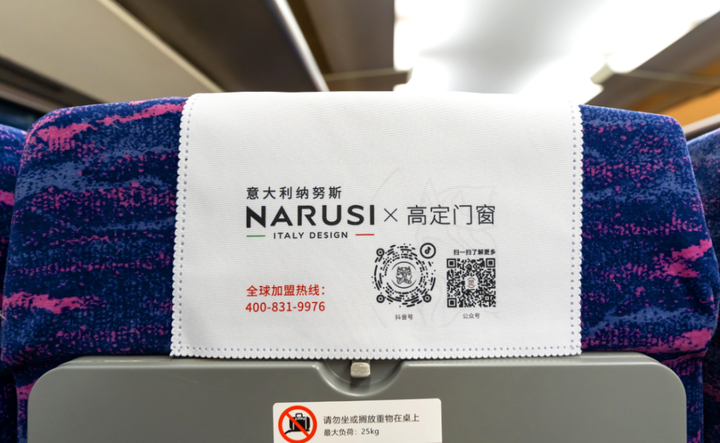 意大利纳努斯
NARUSI × 高定门窗
ITALY DESIGN
扫一扫了解更多
全球加盟热线:
400-831-9976
抖音号
公众号
请勿坐或搁放重物在桌上
最大负荷: 25kg